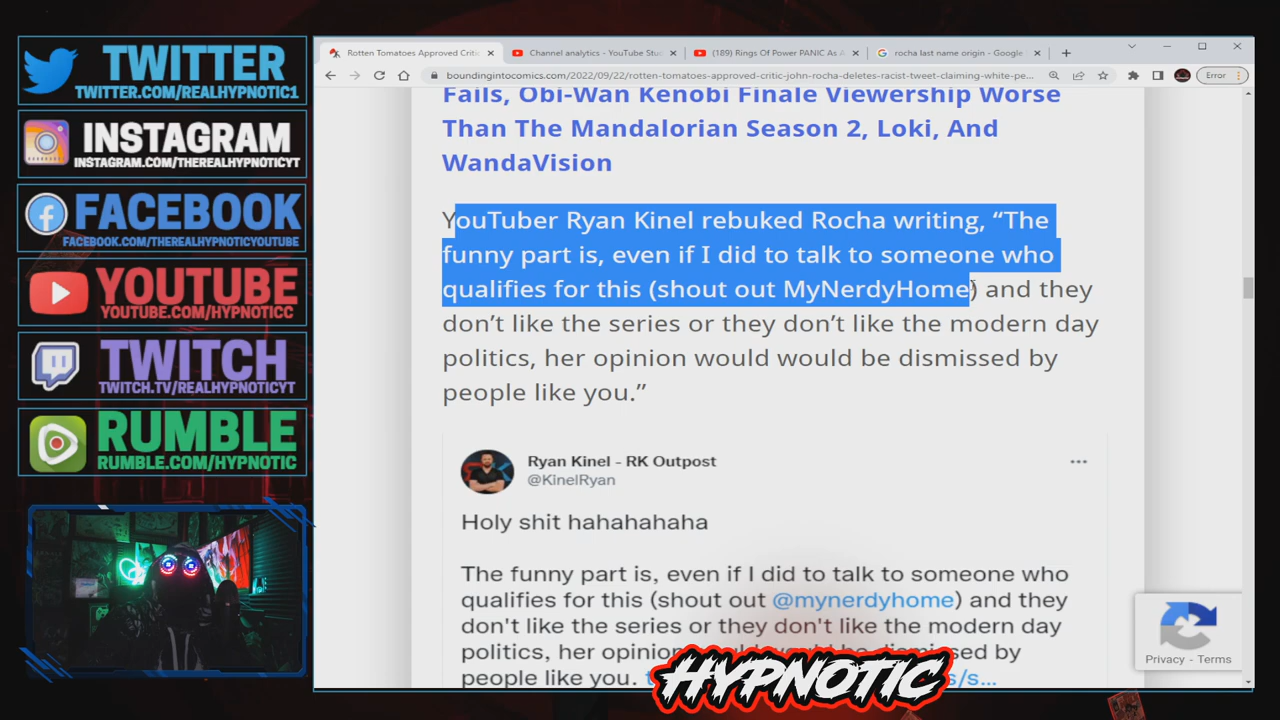 TWITTER
TWITTER.COM/REALHYPNOTIC1
INSTAGRAM
INSTAGRAM.COM/THEREALHYPNOTICYT
FACEBOOK
FACEBOOK.COM/THEREALHYPNOTICYOUTUBE
YOUTUBE
YOUTUBE.COM/HYPNOTIC
TWITCH
TWITCH.TV/REALHYPNOTICYT
RUMBLE
RUMBLE.COM/HYPNOTIC
Rotten Tomatoes Approved Critic
Channel analytics - YouTube Stu
(189) Rings Of Power PANIC As A
rocha last name origin - Google
boundingintocomics.com/2022/09/22/rotten-tomatoes-approved-critic-john-rocha-deletes-racist-tweet-claiming-white-pe...
Error
Fails, Obi-Wan Kenobi Finale Viewership Worse
Than The Mandalorian Season 2, Loki, And
WandaVision
YouTuber Ryan Kinel rebuked Rocha writing, “The
funny part is, even if I did to talk to someone who
qualifies for this (shout out MyNerdyHome) and they
don’t like the series or they don’t like the modern day
politics, her opinion would would be dismissed by
people like you.”
Ryan Kinel - RK Outpost
@KinelRyan
Holy shit hahahahaha
The funny part is, even if I did to talk to someone who
qualifies for this (shout out @mynerdyhome) and they
don't like the series or they don't like the modern day
politics, her opinion would be dismissed by
people like you.
Privacy - Terms
HYPNOTIC